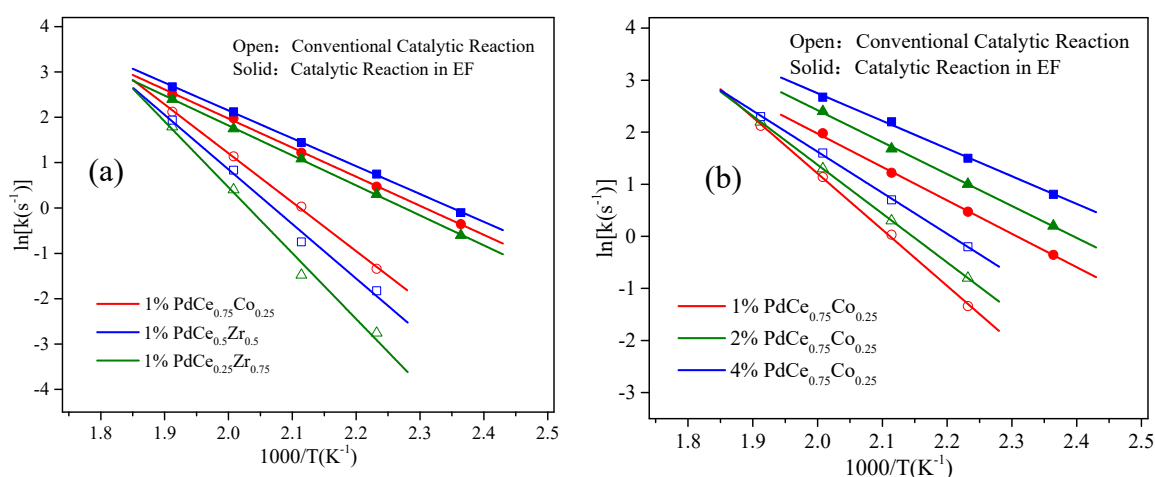 4
3
2
1
0
-1
-2
-3
-4
ln[k(s⁻¹)]
Open: Conventional Catalytic Reaction
Solid: Catalytic Reaction in EF
(a)
1% PdCe₀.₇₅Co₀.₂₅
1% PdCe₀.₅Zr₀.₅
1% PdCe₀.₂₅Zr₀.₇₅
1.8 1.9 2.0 2.1 2.2 2.3 2.4 2.5
1000/T(K⁻¹)
4
3
2
1
0
-1
-2
-3
ln[k(s⁻¹)]
Open: Conventional Catalytic Reaction
Solid: Catalytic Reaction in EF
(b)
1% PdCe₀.₇₅Co₀.₂₅
2% PdCe₀.₇₅Co₀.₂₅
4% PdCe₀.₇₅Co₀.₂₅
1.8 1.9 2.0 2.1 2.2 2.3 2.4 2.5
1000/T(K⁻¹)